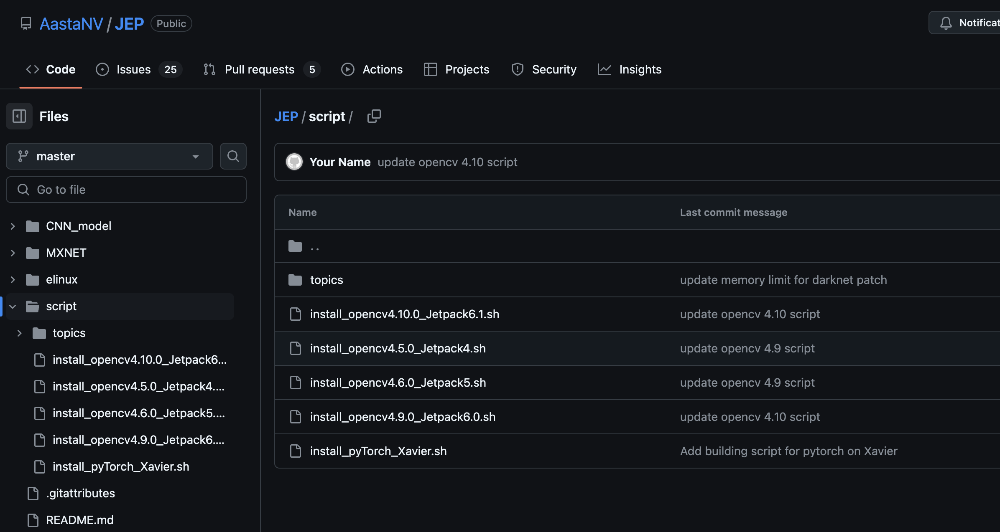 AastaNV / JEP Public
Notificat
Code Issues 25 Pull requests 5 Actions Projects Security Insights
Files
master
Go to file
CNN_model
MXNET
elinux
script
topics
install_opencv4.10.0_Jetpack6...
install_opencv4.5.0_Jetpack4....
install_opencv4.6.0_Jetpack5....
install_opencv4.9.0_Jetpack6....
install_pyTorch_Xavier.sh
.gitattributes
README.md
JEP / script /
Your Name update opencv 4.10 script
Name Last commit message
..
topics update memory limit for darknet patch
install_opencv4.10.0_Jetpack6.1.sh update opencv 4.10 script
install_opencv4.5.0_Jetpack4.sh update opencv 4.9 script
install_opencv4.6.0_Jetpack5.sh update opencv 4.9 script
install_opencv4.9.0_Jetpack6.0.sh update opencv 4.10 script
install_pyTorch_Xavier.sh Add building script for pytorch on Xavier